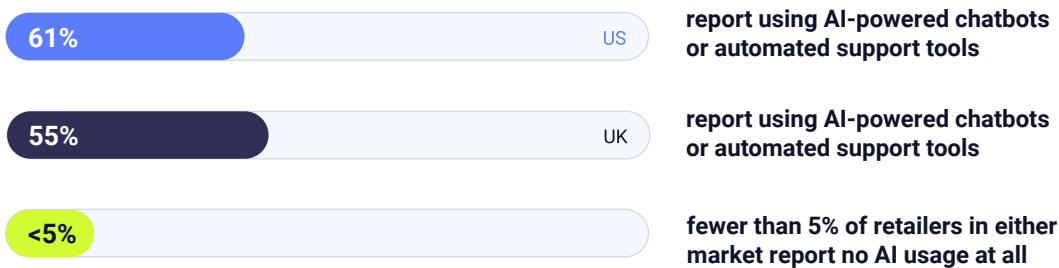 61%
US
report using AI-powered chatbots
or automated support tools
55%
UK
report using AI-powered chatbots
or automated support tools
<5%
fewer than 5% of retailers in either
market report no AI usage at all